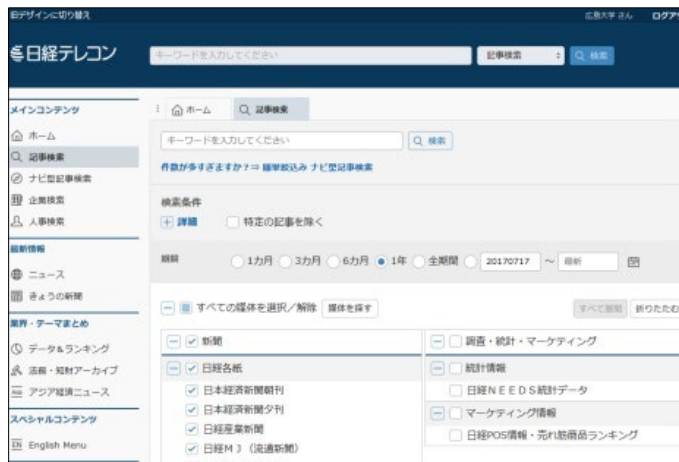 旧デザインに切り替え
広島大学 さん ログア
日経テレコン
キーワードを入力してください 記事検索 検索
メインコンテンツ
ホーム
記事検索
ナビ型記事検索
企業検索
人事検索
最新情報
ニュース
きょうの新聞
業界・テーマまとめ
データ&ランキング
法務・知財アーカイブ
アジア経済ニュース
スペシャルコンテンツ
EN English Menu
ホーム 記事検索
キーワードを入力してください 検索
件数が多すぎますか?⇒ 簡単絞込み ナビ型記事検索
検索条件
詳細 特定の記事を除く
期間 1カ月 3カ月 6カ月 1年 全期間 20170717 ~ 最新
すべての媒体を選択/解除 媒体を探す すべて展開 折りたたむ
新聞
日経各紙
日本経済新聞朝刊
日本経済新聞夕刊
日経産業新聞
日経MJ(流通新聞)
調査・統計・マーケティング
統計情報
日経NEEDS統計データ
マーケティング情報
日経POS情報・売れ筋商品ランキング